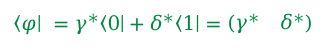 ⟨φ| = γ*⟨0| + δ*⟨1| = (γ* δ*)